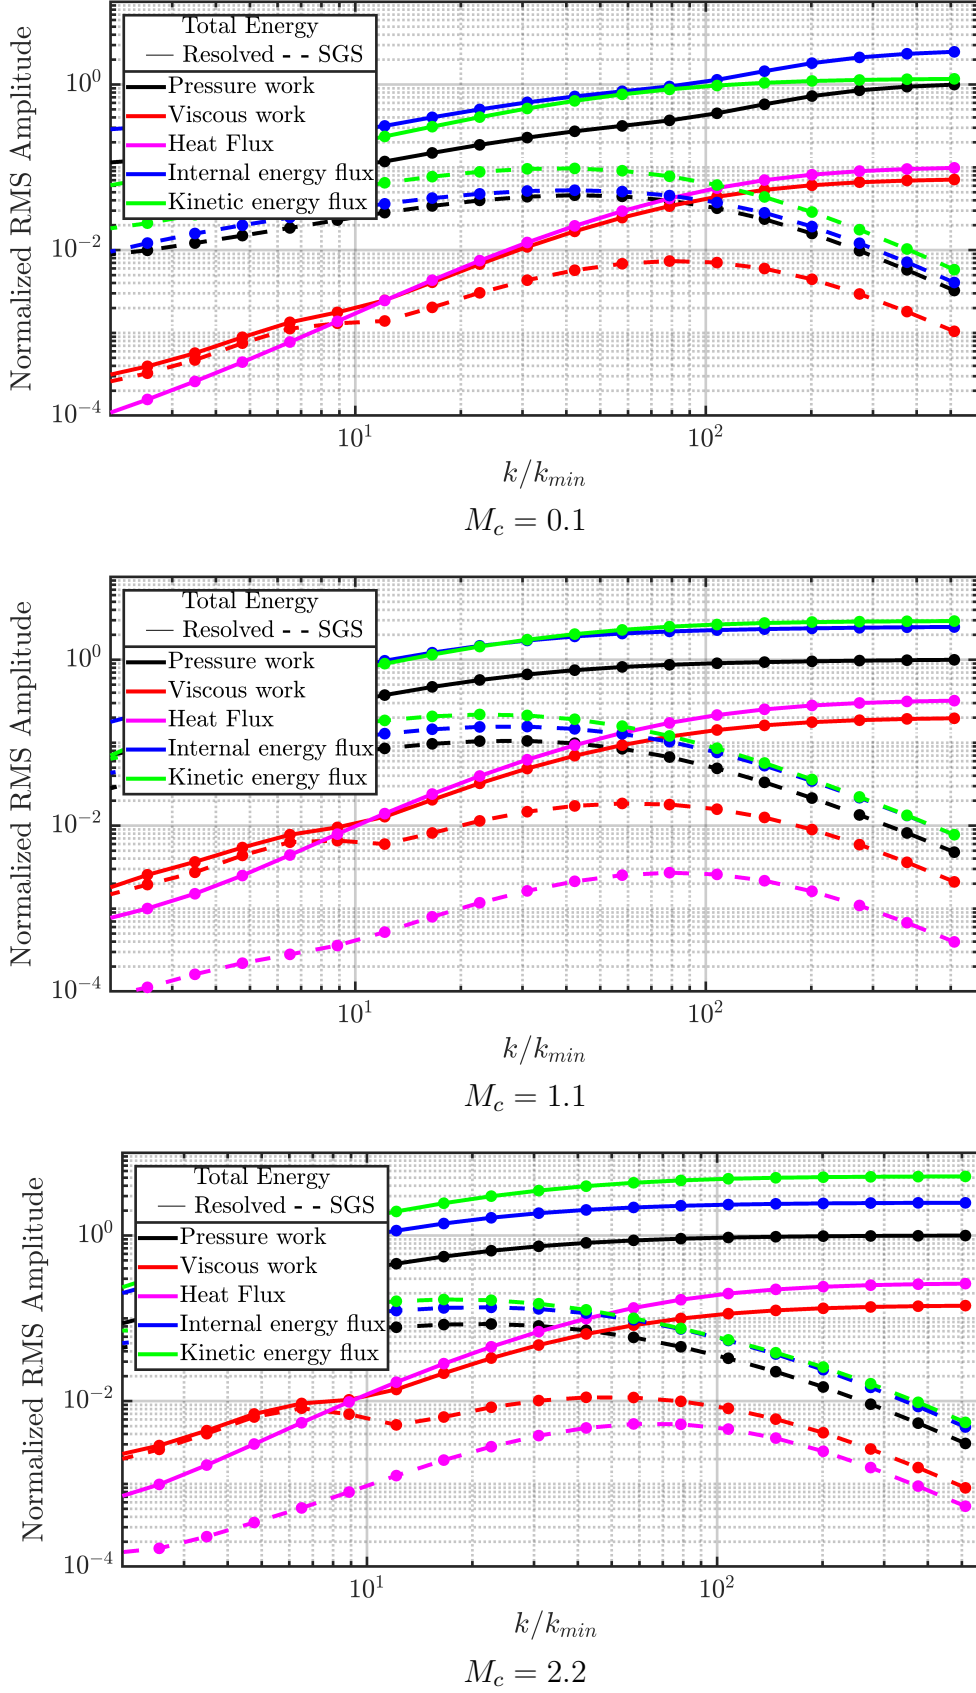 Normalized RMS Amplitude
Total Energy
— Resolved - - SGS
Pressure work
Viscous work
Heat Flux
Internal energy flux
Kinetic energy flux
10^0
10^-2
10^-4
10^1
10^2
k/k_min
M_c = 0.1
Normalized RMS Amplitude
Total Energy
— Resolved - - SGS
Pressure work
Viscous work
Heat Flux
Internal energy flux
Kinetic energy flux
10^0
10^-2
10^-4
10^1
10^2
k/k_min
M_c = 1.1
Normalized RMS Amplitude
Total Energy
— Resolved - - SGS
Pressure work
Viscous work
Heat Flux
Internal energy flux
Kinetic energy flux
10^0
10^-2
10^-4
10^1
10^2
k/k_min
M_c = 2.2